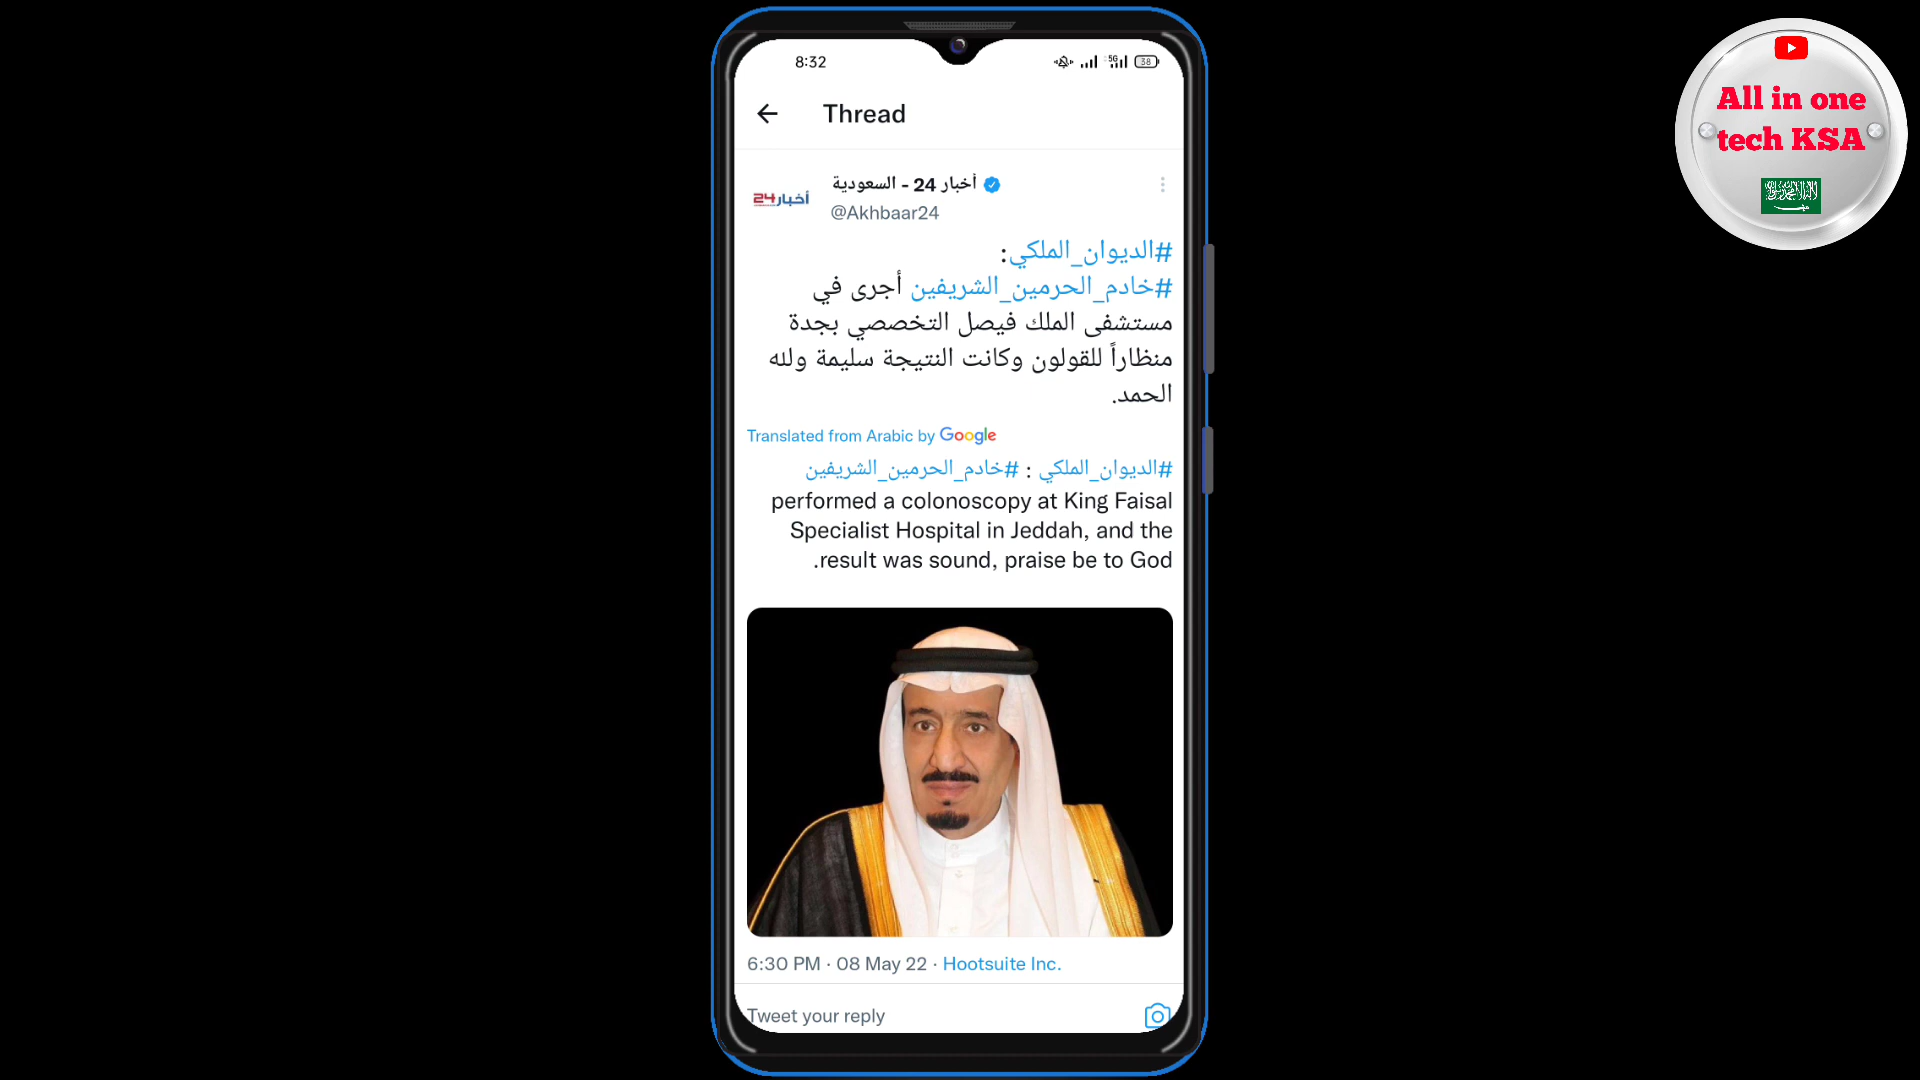 8:32
5G
38
Thread
أخبار 24 - السعودية
أخبار24
@Akhbaar24
#الديوان_الملكي:
#خادم_الحرمين_الشريفين أجرى في
مستشفى الملك فيصل التخصصي بجدة
منظاراً للقولون وكانت النتيجة سليمة ولله
الحمد.
Translated from Arabic by Google
#الديوان_الملكي : #خادم_الحرمين_الشريفين
performed a colonoscopy at King Faisal
Specialist Hospital in Jeddah, and the
.result was sound, praise be to God
6:30 PM · 08 May 22 · Hootsuite Inc.
Tweet your reply
All in one
tech KSA